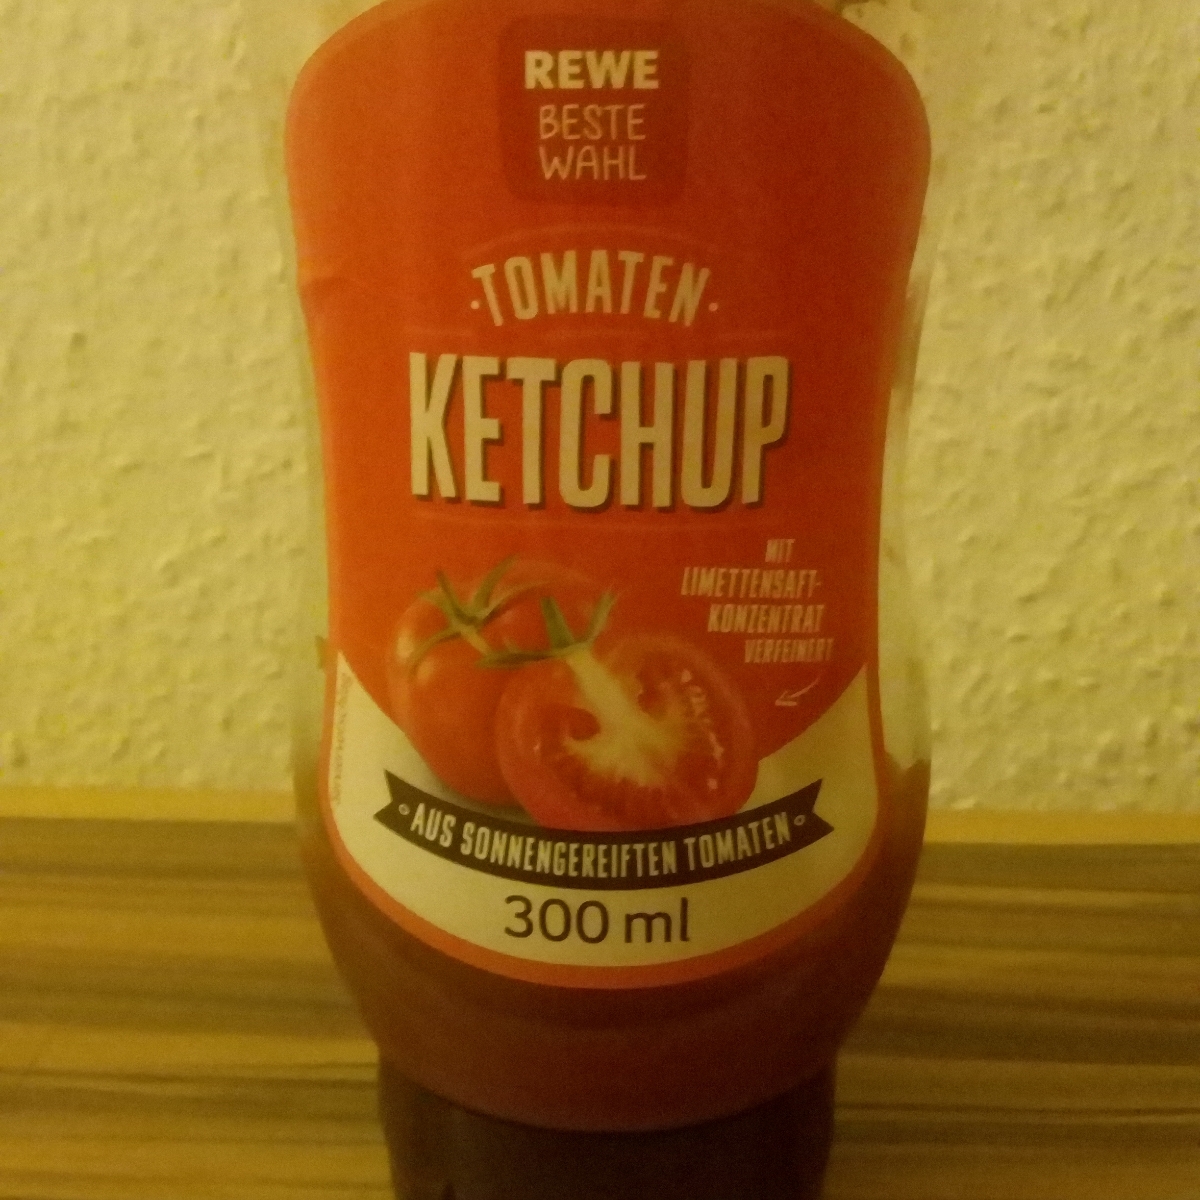 REWE
BESTE
WAHL
·TOMATEN·
KETCHUP
MIT
LIMETTENSAFT-
KONZENTRAT
VERFEINERT
AUS SONNENGEREIFTEN TOMATEN
300 ml